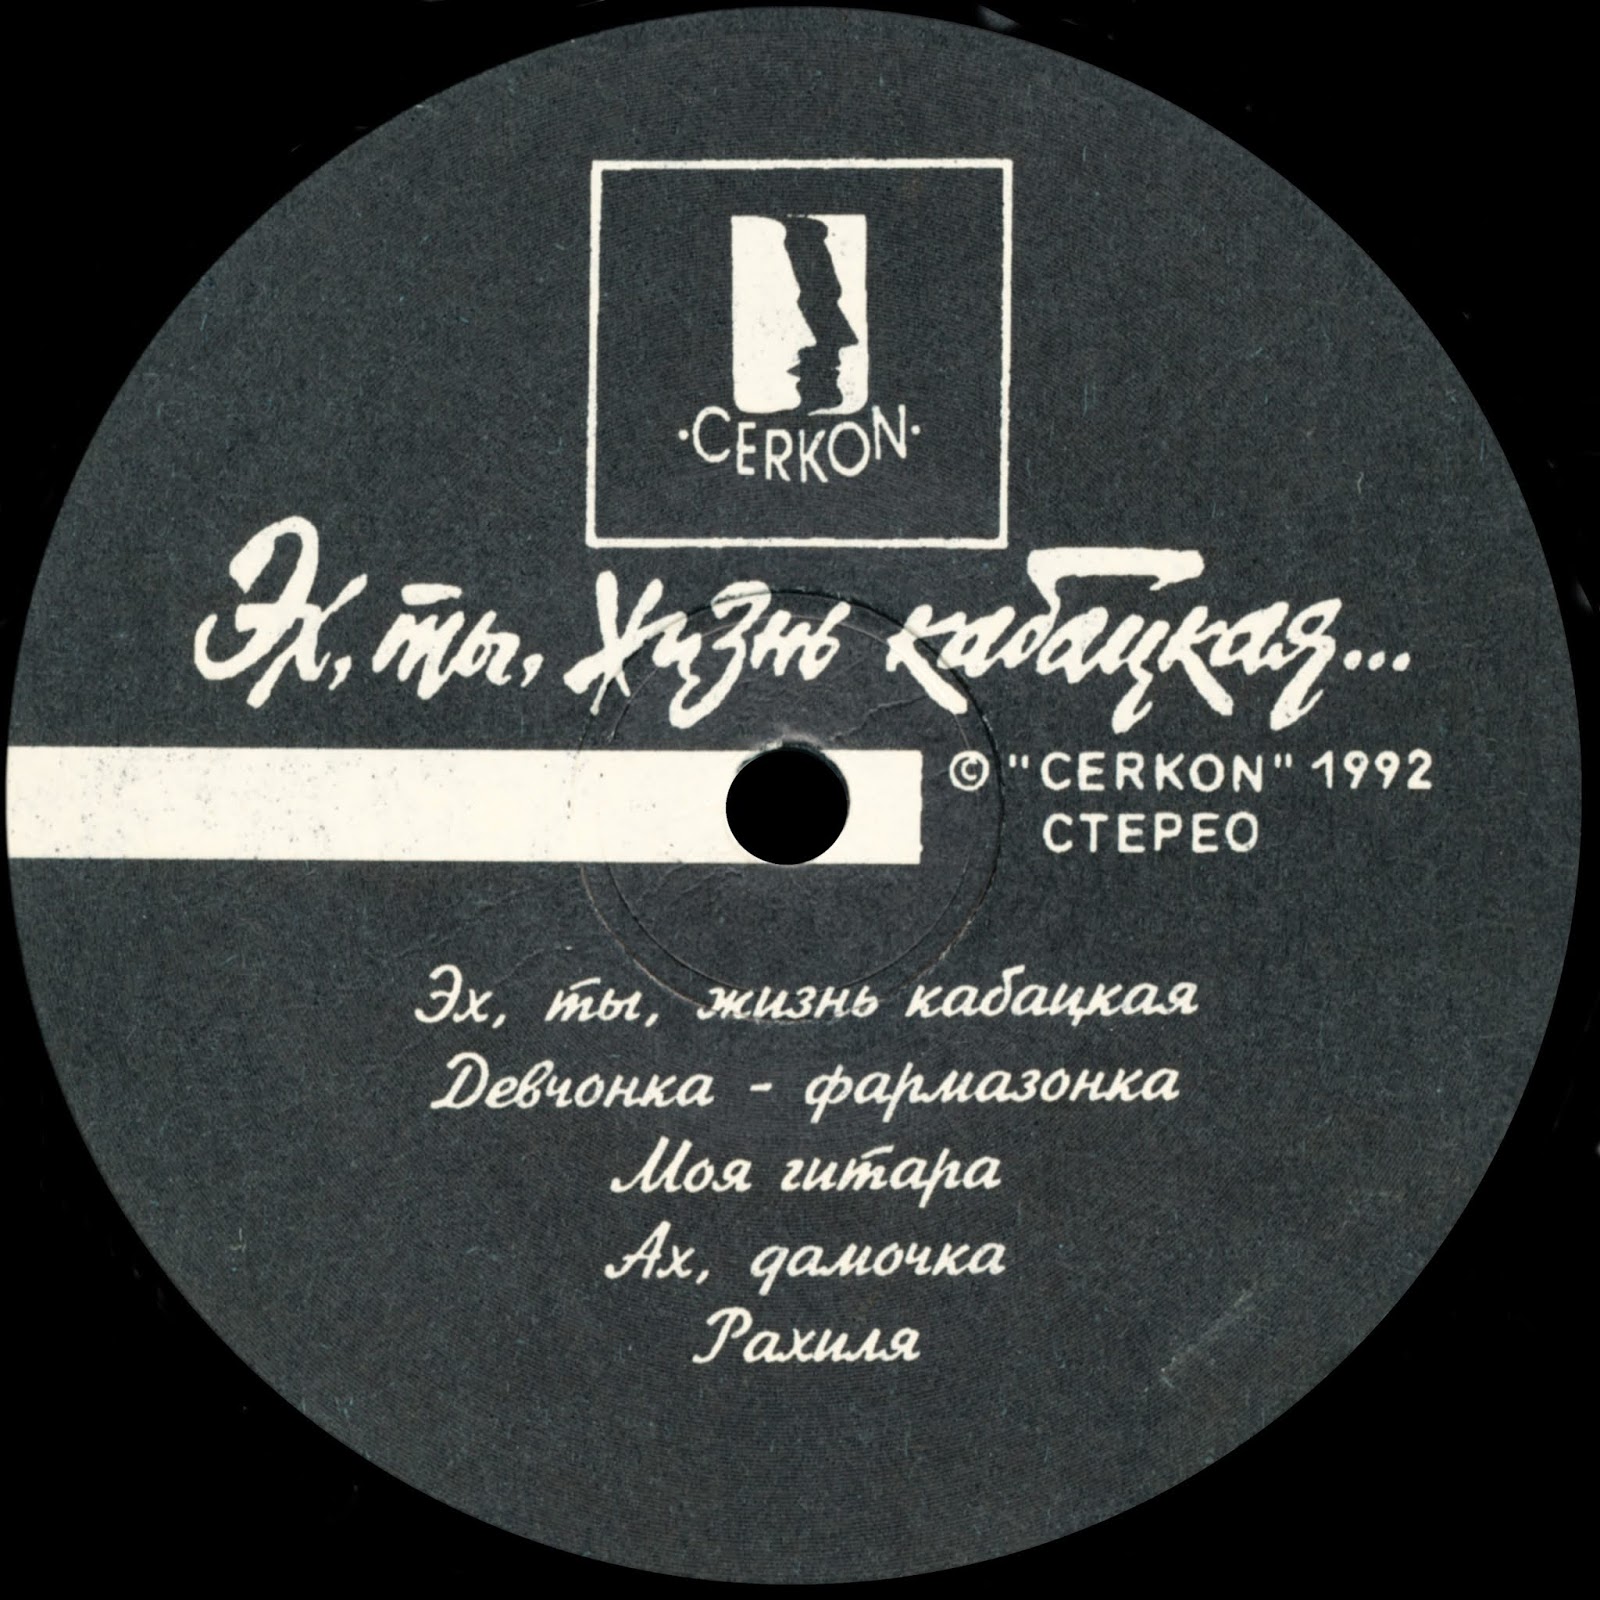 ·CERKON·
Эх, ты, жизнь кабацкая...
© "CERKON" 1992
СТЕРЕО
Эх, ты, жизнь кабацкая
Девчонка - фармазонка
Моя гитара
Ах, дамочка
Рахиля